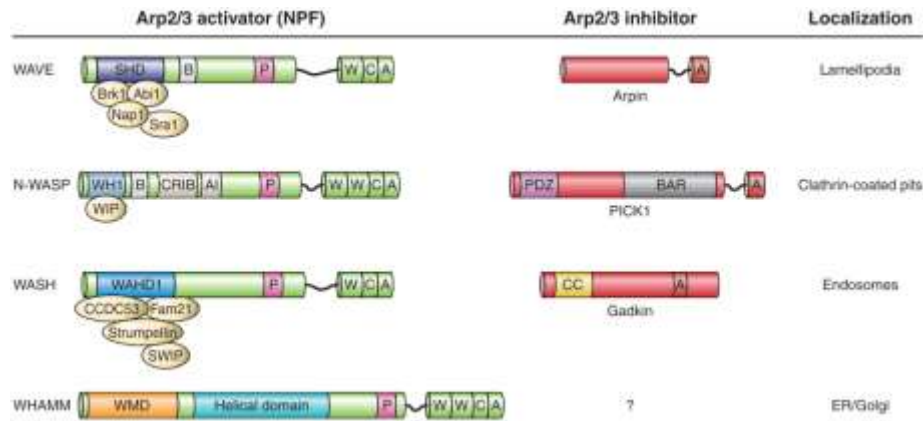 Arp2/3 activator (NPF) Arp2/3 inhibitor Localization
WAVE SHD B P W C A A Lamellipodia
Brk1 Abi1 Arpin
Nap1
Sra1
N-WASP WH1 B CRIB AI P W W C A PDZ BAR A Clathrin-coated pits
WIP PICK1
WASH WAHD1 P W C A CC A Endosomes
CCDC53 Fam21 Gadkin
Strumpellin
SWIP
WHAMM WMD Helical domain P W W C A ? ER/Golgi